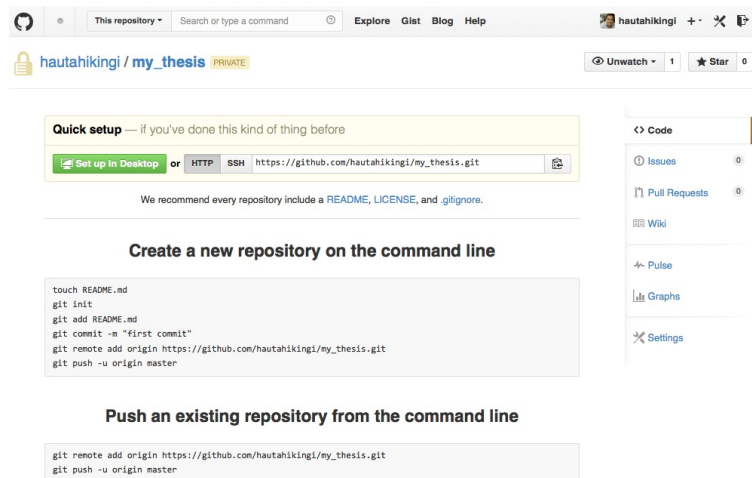 This repository Search or type a command Explore Gist Blog Help hautahikingi
hautahikingi / my_thesis PRIVATE
Unwatch 1 Star 0
Quick setup — if you've done this kind of thing before
Set up in Desktop or HTTP SSH https://github.com/hautahikingi/my_thesis.git
We recommend every repository include a README, LICENSE, and .gitignore.
Create a new repository on the command line
touch README.md
git init
git add README.md
git commit -m "first commit"
git remote add origin https://github.com/hautahikingi/my_thesis.git
git push -u origin master
Push an existing repository from the command line
git remote add origin https://github.com/hautahikingi/my_thesis.git
git push -u origin master
Code
Issues 0
Pull Requests 0
Wiki
Pulse
Graphs
Settings